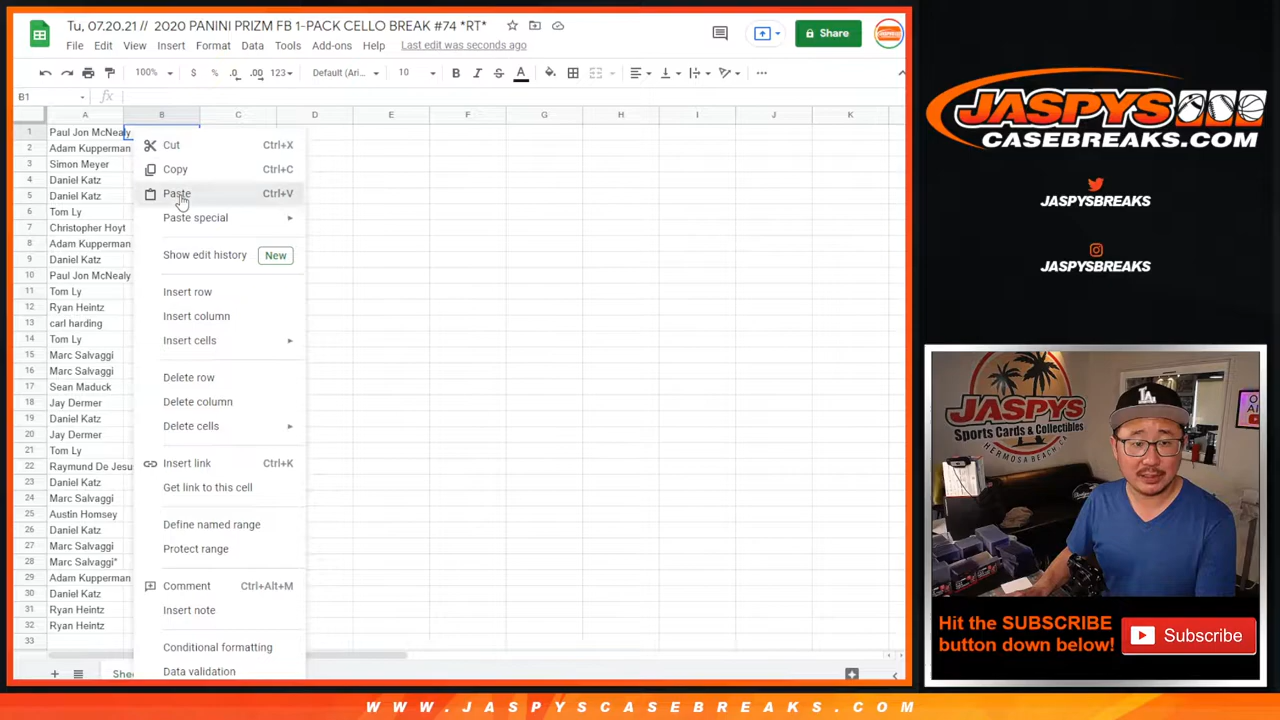 Tu, 07.20.21 // 2020 PANINI PRIZM FB 1-PACK CELLO BREAK #74 *RT*
File Edit View Insert Format Data Tools Add-ons Help Last edit was seconds ago
Share
100% $ % .0 .00 123 Default (Ari... 10 B I S A
B1 fx
A B C D E F G H I J K
1 Paul Jon McNealy
2 Adam Kupperman
3 Simon Meyer
4 Daniel Katz
5 Daniel Katz
6 Tom Ly
7 Christopher Hoyt
8 Adam Kupperman
9 Daniel Katz
10 Paul Jon McNealy
11 Tom Ly
12 Ryan Heintz
13 carl harding
14 Tom Ly
15 Marc Salvaggi
16 Marc Salvaggi
17 Sean Maduck
18 Jay Dermer
19 Daniel Katz
20 Jay Dermer
21 Tom Ly
22 Raymund De Jesus
23 Daniel Katz
24 Marc Salvaggi
25 Austin Homsey
26 Daniel Katz
27 Marc Salvaggi
28 Marc Salvaggi*
29 Adam Kupperman
30 Daniel Katz
31 Ryan Heintz
32 Ryan Heintz
33
Cut Ctrl+X
Copy Ctrl+C
Paste Ctrl+V
Paste special
Show edit history New
Insert row
Insert column
Insert cells
Delete row
Delete column
Delete cells
Insert link Ctrl+K
Get link to this cell
Define named range
Protect range
Comment Ctrl+Alt+M
Insert note
Conditional formatting
Data validation
JASPYS
CASEBREAKS.COM
JASPYSBREAKS
JASPYSBREAKS
JASPYS
Sports Cards & Collectibles
HERMOSA BEACH, CA
LA
Hit the SUBSCRIBE
button down below!
Subscribe
WWW.JASPYSCASEBREAKS.COM